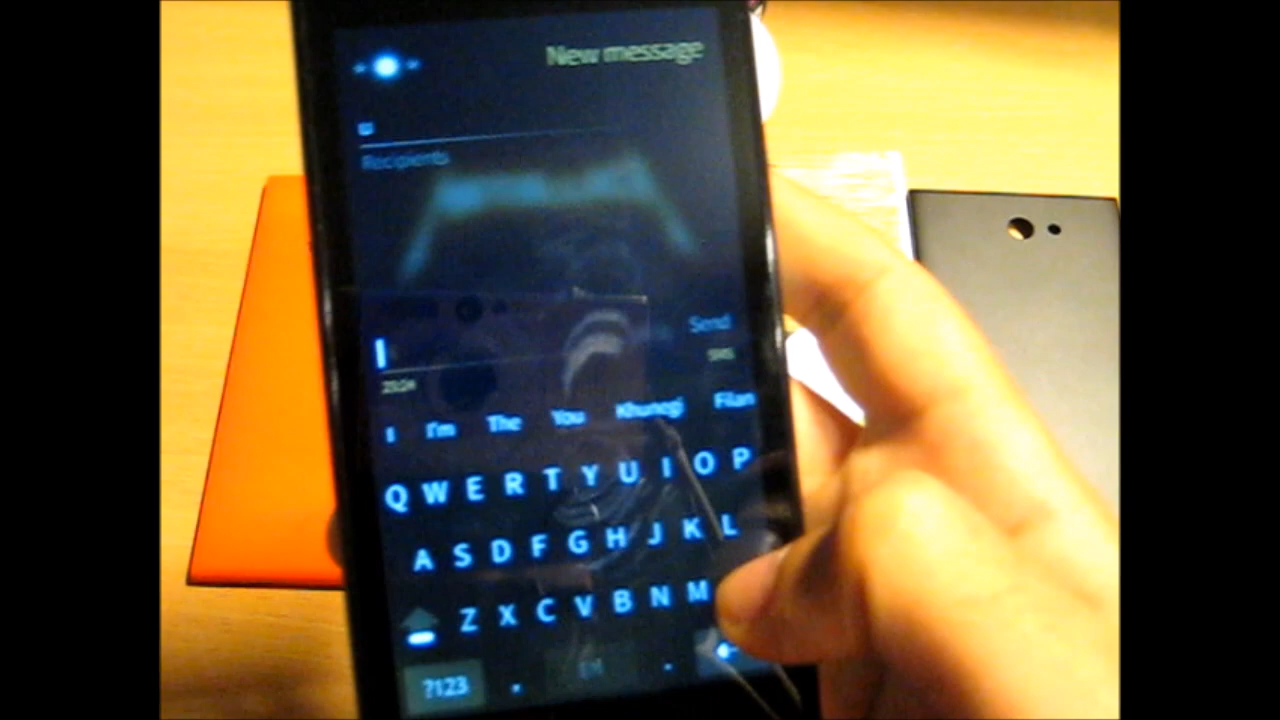 New message
Recipients
Send
SMS
I I'm The You Khunegi Filan
Q W E R T Y U I O P
A S D F G H J K L
Z X C V B N M
?123 , .